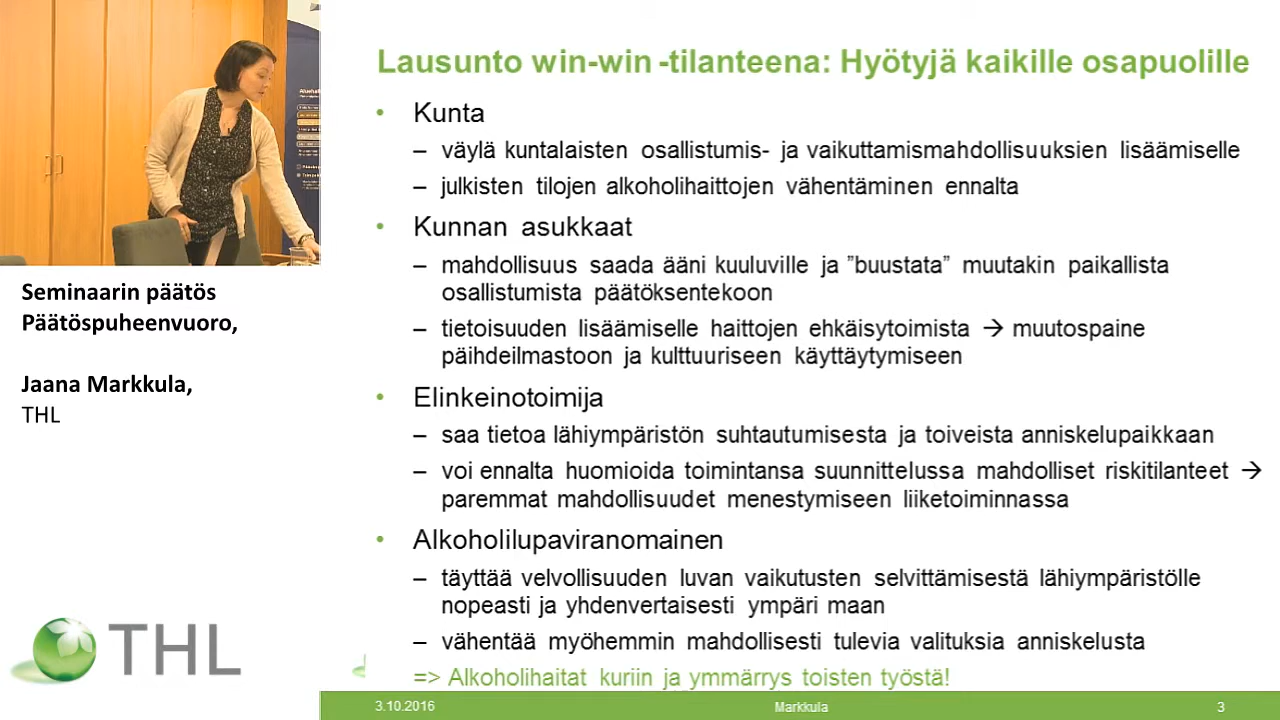 Lausunto win-win -tilanteena: Hyötyjä kaikille osapuolille
• Kunta
– väylä kuntalaisten osallistumis- ja vaikuttamismahdollisuuksien lisäämiselle
– julkisten tilojen alkoholihaittojen vähentäminen ennalta
• Kunnan asukkaat
– mahdollisuus saada ääni kuuluville ja ”buustata” muutakin paikallista
osallistumista päätöksentekoon
– tietoisuuden lisäämiselle haittojen ehkäisytoimista → muutospaine
päihdeilmastoon ja kulttuuriseen käyttäytymiseen
• Elinkeinotoimija
– saa tietoa lähiympäristön suhtautumisesta ja toiveista anniskelupaikkaan
– voi ennalta huomioida toimintansa suunnittelussa mahdolliset riskitilanteet →
paremmat mahdollisuudet menestymiseen liiketoiminnassa
• Alkoholilupaviranomainen
– täyttää velvollisuuden luvan vaikutusten selvittämisestä lähiympäristölle
nopeasti ja yhdenvertaisesti ympäri maan
– vähentää myöhemmin mahdollisesti tulevia valituksia anniskelusta
=> Alkoholihaitat kuriin ja ymmärrys toisten työstä!
3.10.2016
Markkula
3
Seminaarin päätös
Päätöspuheenvuoro,
Jaana Markkula,
THL
THL